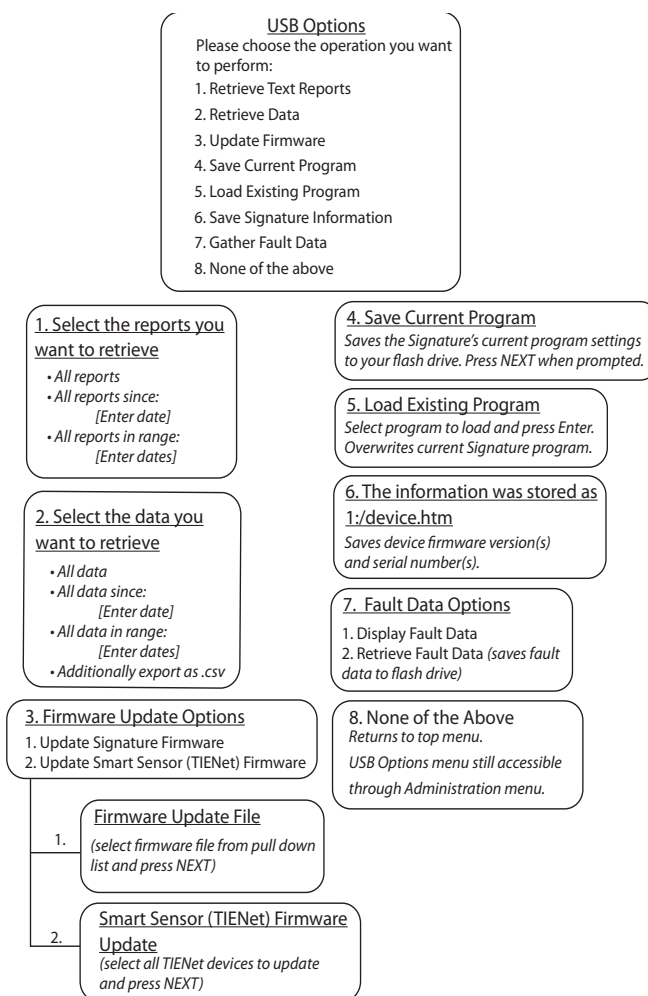 USB Options
Please choose the operation you want
to perform:
1. Retrieve Text Reports
2. Retrieve Data
3. Update Firmware
4. Save Current Program
5. Load Existing Program
6. Save Signature Information
7. Gather Fault Data
8. None of the above
1. Select the reports you
want to retrieve
• All reports
• All reports since:
[Enter date]
• All reports in range:
[Enter dates]
2. Select the data you
want to retrieve
• All data
• All data since:
[Enter date]
• All data in range:
[Enter dates]
• Additionally export as .csv
3. Firmware Update Options
1. Update Signature Firmware
2. Update Smart Sensor (TIENet) Firmware
1.
Firmware Update File
(select firmware file from pull down
list and press NEXT)
2.
Smart Sensor (TIENet) Firmware
Update
(select all TIENet devices to update
and press NEXT)
4. Save Current Program
Saves the Signature's current program settings
to your flash drive. Press NEXT when prompted.
5. Load Existing Program
Select program to load and press Enter.
Overwrites current Signature program.
6. The information was stored as
1:/device.htm
Saves device firmware version(s)
and serial number(s).
7. Fault Data Options
1. Display Fault Data
2. Retrieve Fault Data (saves fault
data to flash drive)
8. None of the Above
Returns to top menu.
USB Options menu still accessible
through Administration menu.